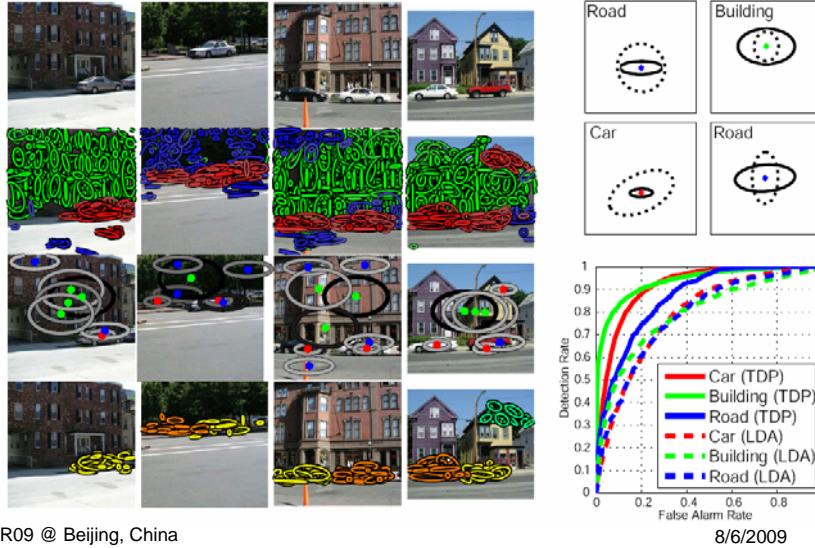 Road
Building
Car
Road
Detection Rate
1
0.9
0.8
0.7
0.6
0.5
0.4
0.3
0.2
0.1
0
Car (TDP)
Building (TDP)
Road (TDP)
Car (LDA)
Building (LDA)
Road (LDA)
0 0.2 0.4 0.6 0.8
False Alarm Rate
R09 @ Beijing, China
8/6/2009